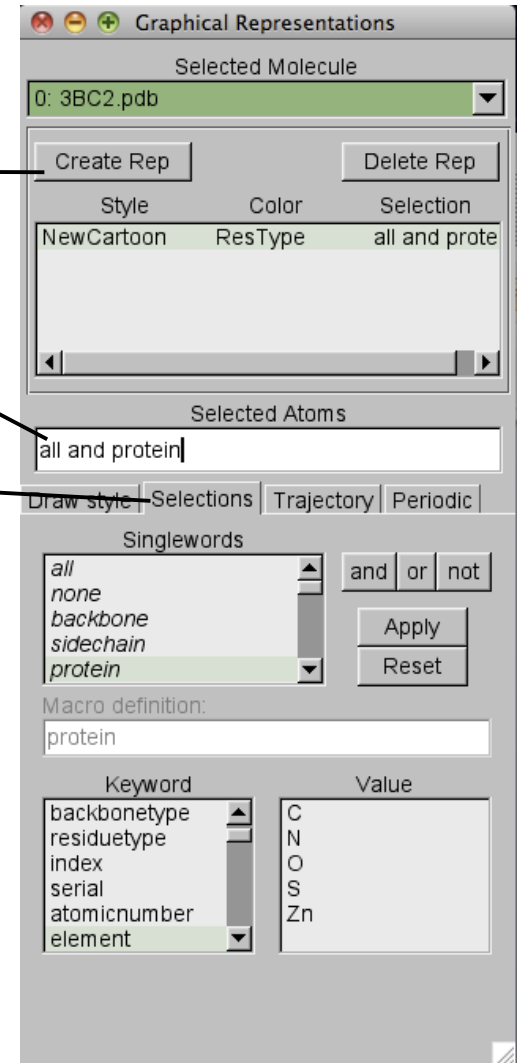 Graphical Representations
Selected Molecule
0: 3BC2.pdb
Create Rep Delete Rep
Style Color Selection
NewCartoon ResType all and prote
Selected Atoms
all and protein
Draw style Selections Trajectory Periodic
Singlewords
all
none
backbone
sidechain
protein
and or not
Apply
Reset
Macro definition:
protein
Keyword Value
backbonetype C
residuetype N
index O
serial S
atomicnumber Zn
element